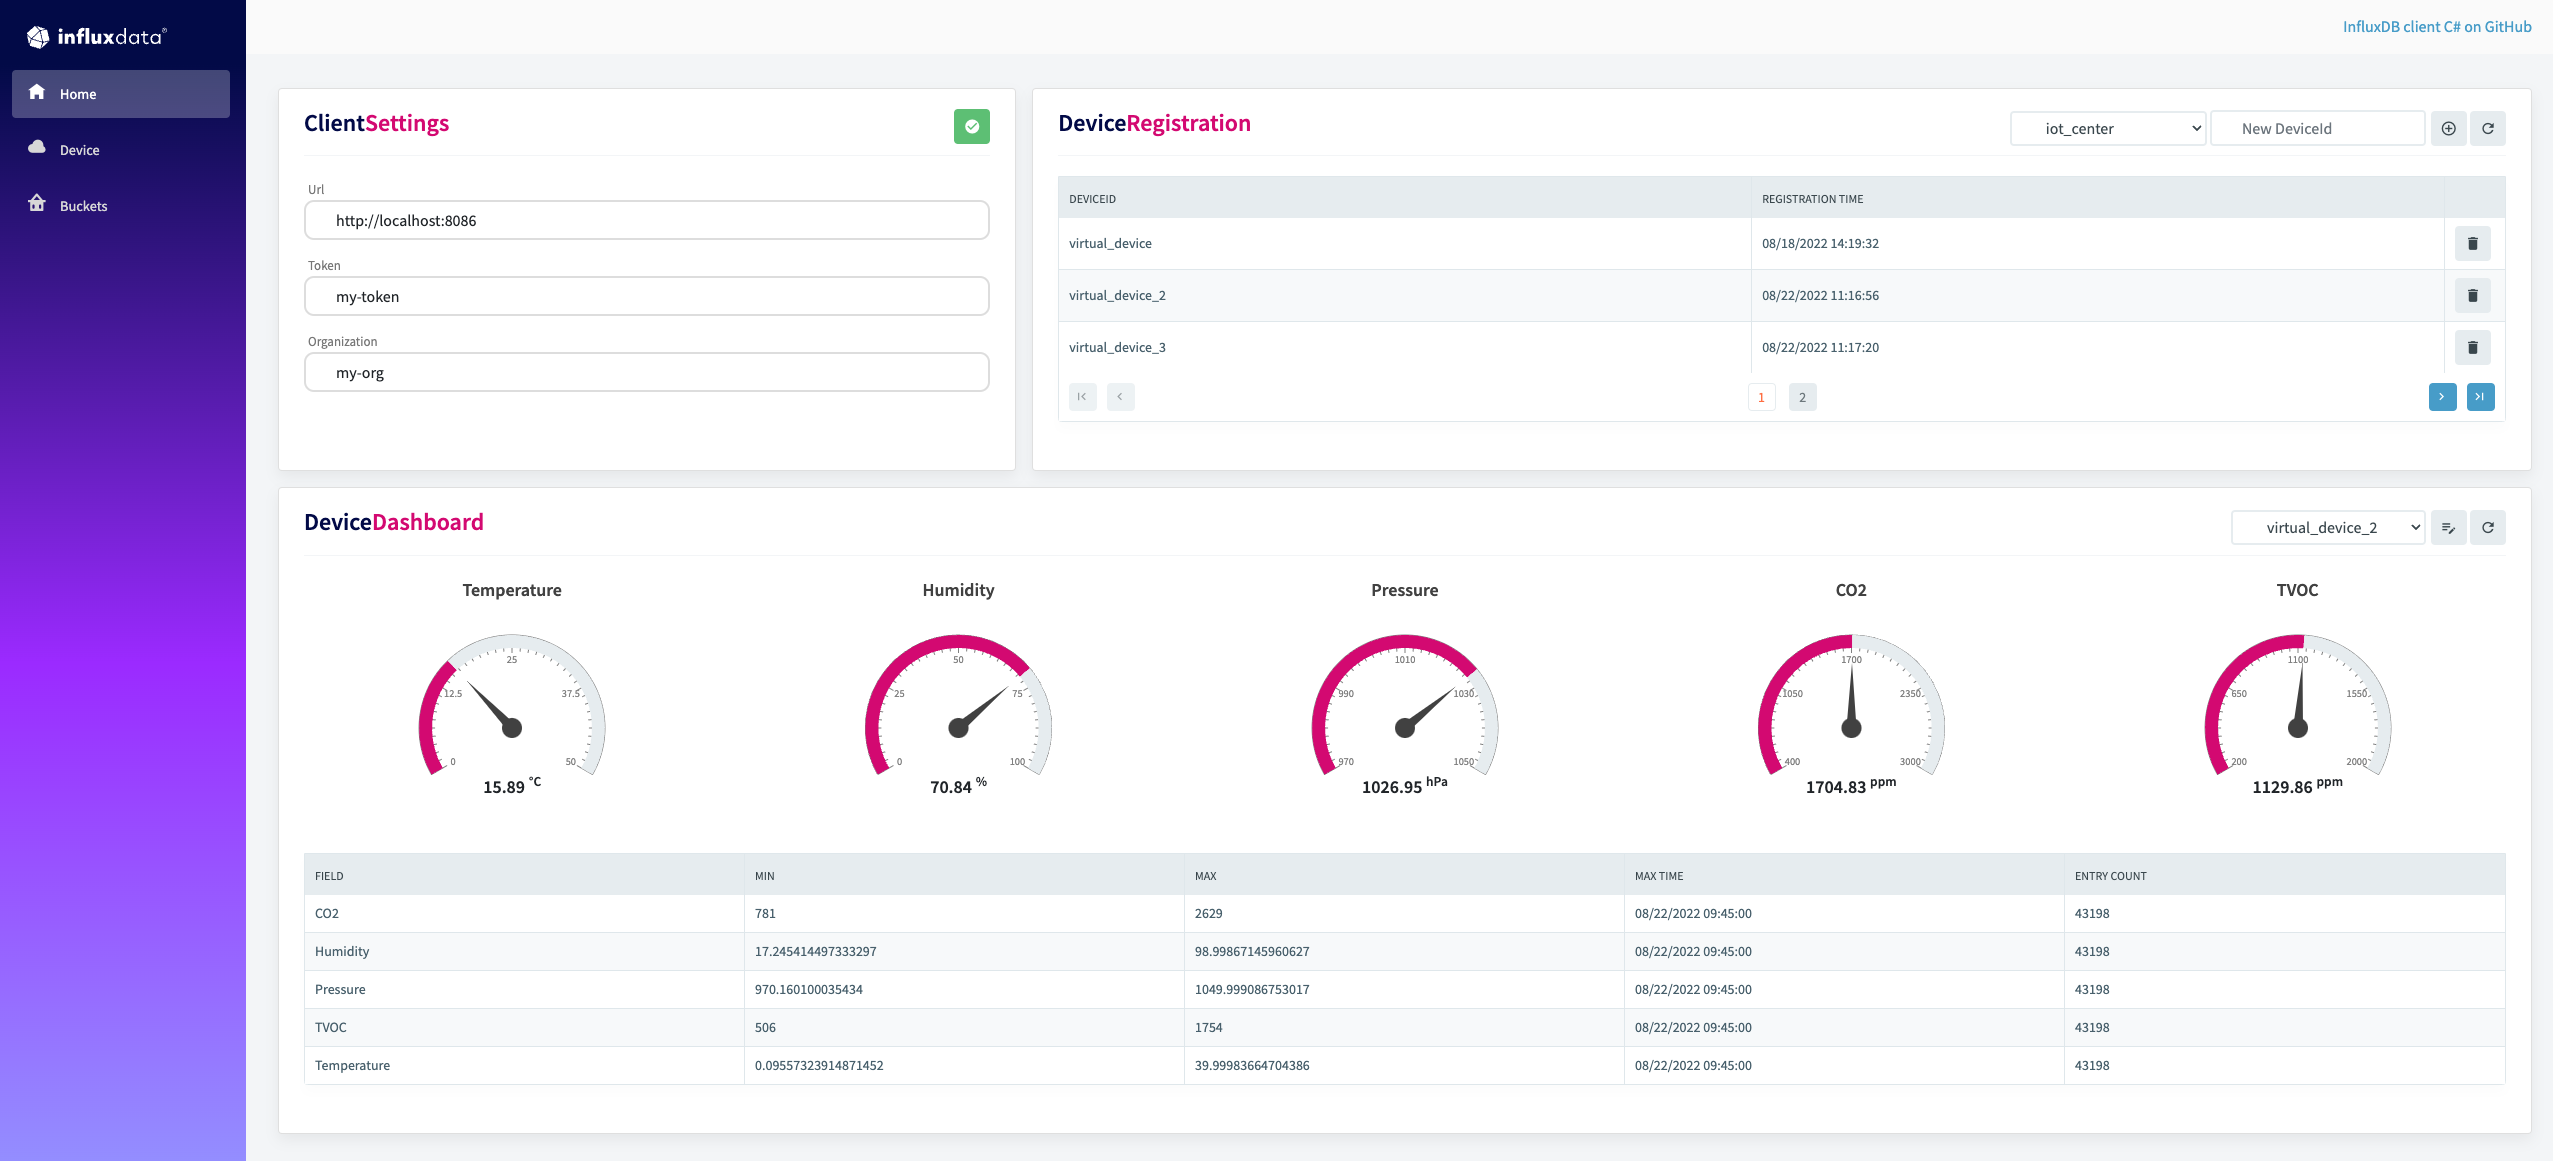 influxdata®
InfluxDB client C# on GitHub
Home
Device
Buckets
ClientSettings
Url
http://localhost:8086
Token
my-token
Organization
my-org
DeviceRegistration
iot_center
New DeviceId
DEVICEID REGISTRATION TIME
virtual_device 08/18/2022 14:19:32
virtual_device_2 08/22/2022 11:16:56
virtual_device_3 08/22/2022 11:17:20
1 2
DeviceDashboard
virtual_device_2
Temperature
0 12.5 25 37.5 50
15.89 °C
Humidity
0 25 50 75 100
70.84 %
Pressure
970 990 1010 1030 1050
1026.95 hPa
CO2
400 1050 1700 2350 3000
1704.83 ppm
TVOC
200 650 1100 1550 2000
1129.86 ppm
FIELD MIN MAX MAX TIME ENTRY COUNT
CO2 781 2629 08/22/2022 09:45:00 43198
Humidity 17.245414497333297 98.99867145960627 08/22/2022 09:45:00 43198
Pressure 970.160100035434 1049.999086753017 08/22/2022 09:45:00 43198
TVOC 506 1754 08/22/2022 09:45:00 43198
Temperature 0.09557323914871452 39.99983664704386 08/22/2022 09:45:00 43198